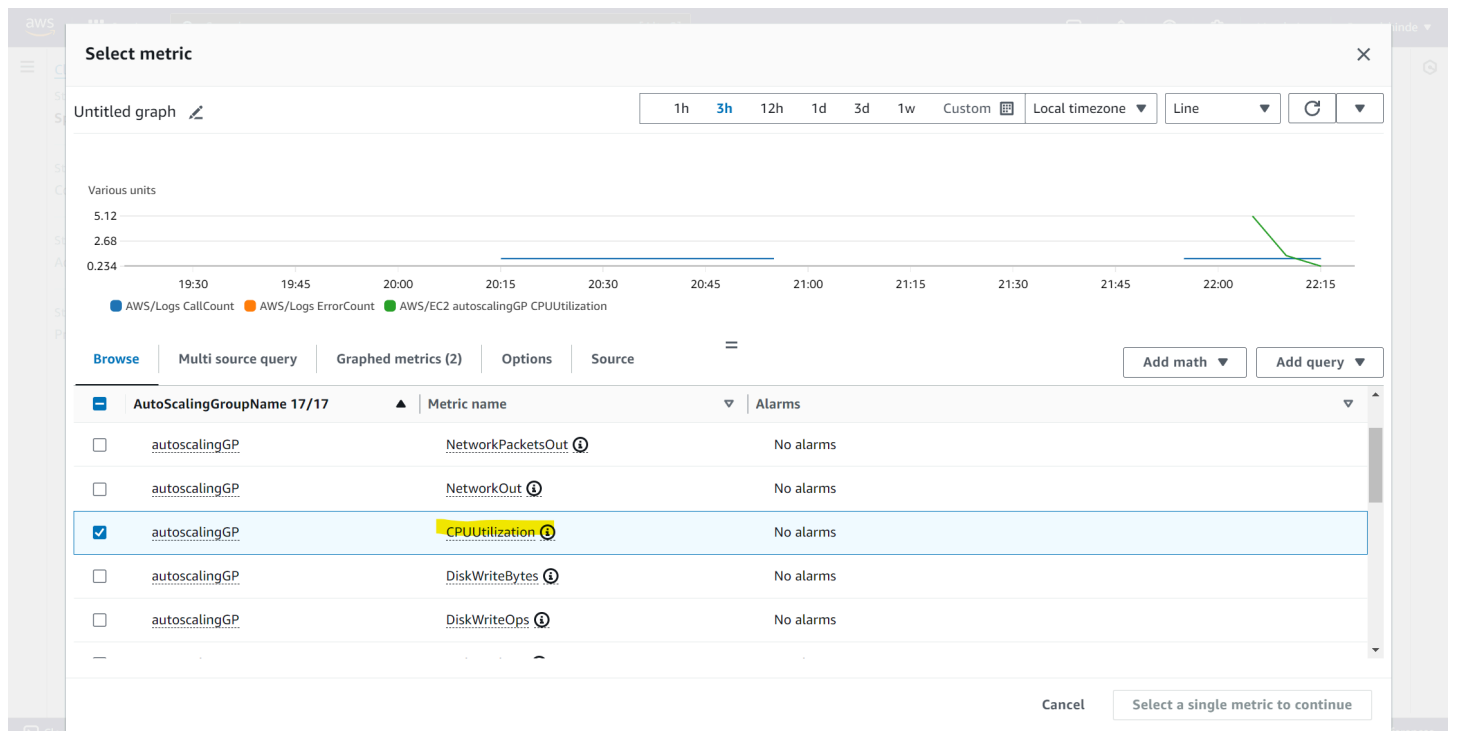 aws
inde
Select metric
Untitled graph
1h 3h 12h 1d 3d 1w Custom Local timezone Line
Various units
5.12
2.68
0.234
19:30 19:45 20:00 20:15 20:30 20:45 21:00 21:15 21:30 21:45 22:00 22:15
AWS/Logs CallCount AWS/Logs ErrorCount AWS/EC2 autoscalingGP CPUUtilization
Browse Multi source query Graphed metrics (2) Options Source Add math Add query
AutoScalingGroupName 17/17 Metric name Alarms
autoscalingGP NetworkPacketsOut No alarms
autoscalingGP NetworkOut No alarms
autoscalingGP CPUUtilization No alarms
autoscalingGP DiskWriteBytes No alarms
autoscalingGP DiskWriteOps No alarms
Cancel Select a single metric to continue